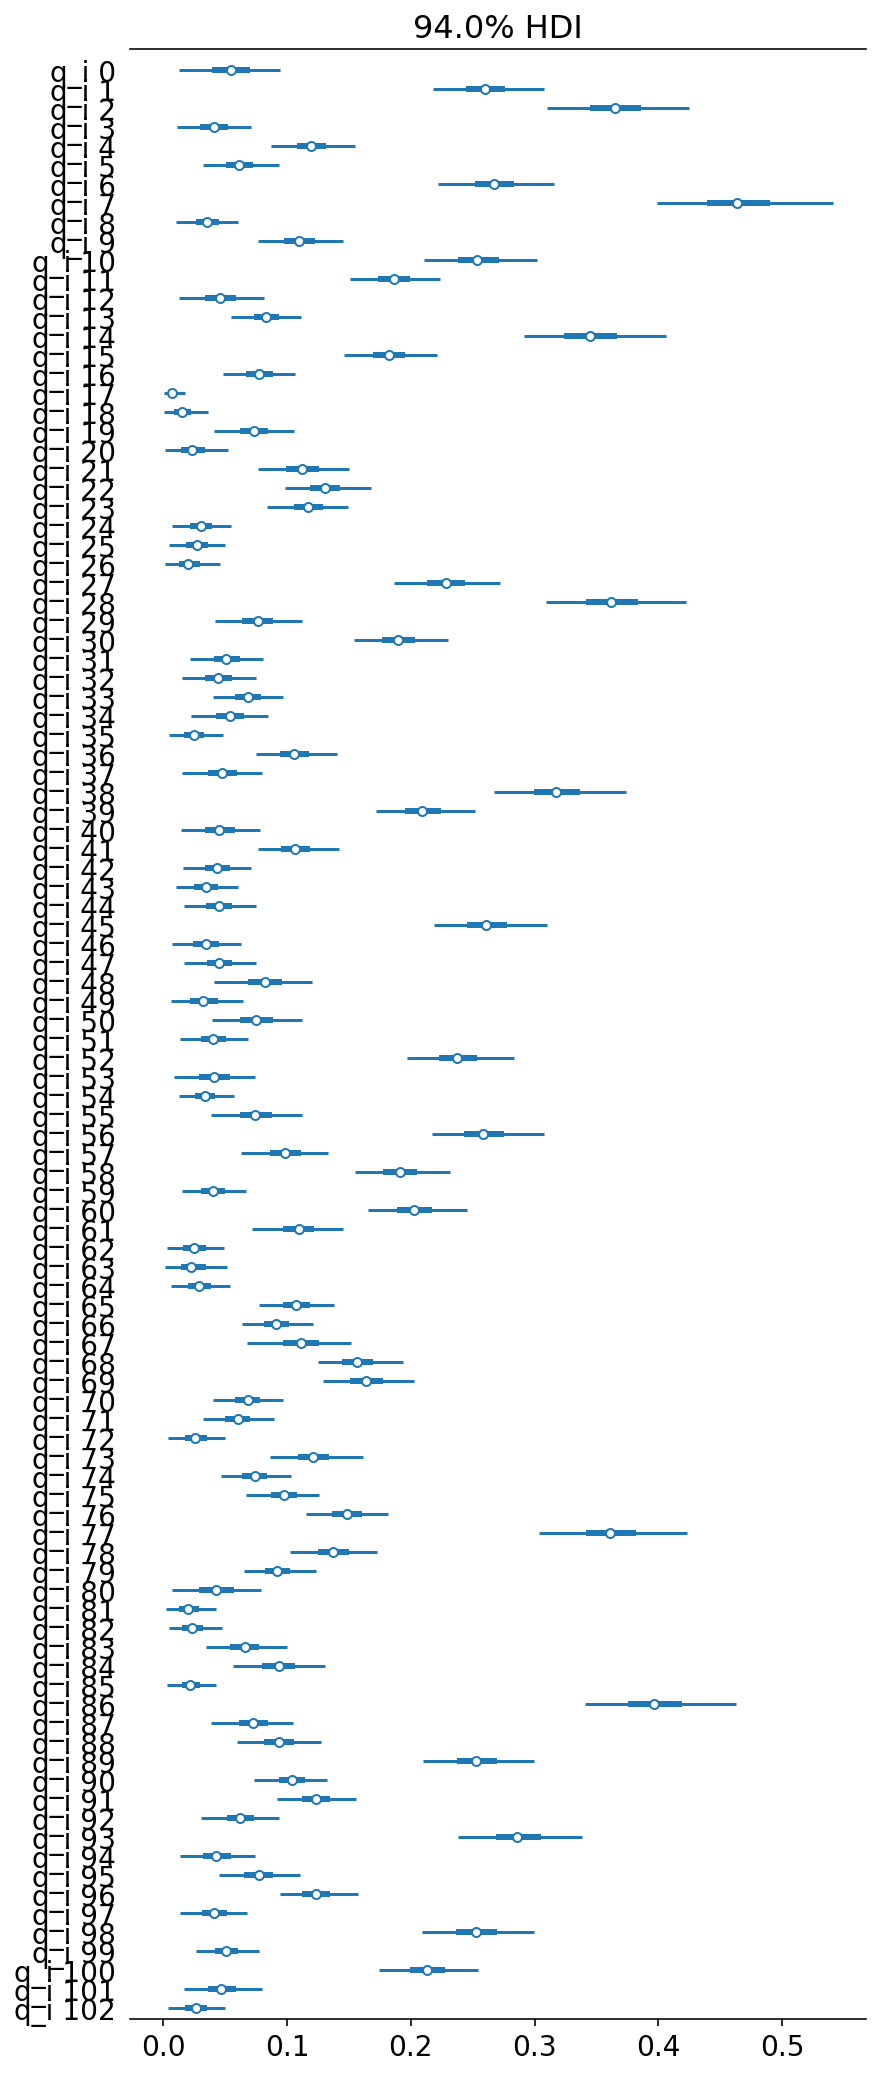 94.0% HDI
q_i 0
q_i 1
q_i 2
q_i 3
q_i 4
q_i 5
q_i 6
q_i 7
q_i 8
q_i 9
q_i 10
q_i 11
q_i 12
q_i 13
q_i 14
q_i 15
q_i 16
q_i 17
q_i 18
q_i 19
q_i 20
q_i 21
q_i 22
q_i 23
q_i 24
q_i 25
q_i 26
q_i 27
q_i 28
q_i 29
q_i 30
q_i 31
q_i 32
q_i 33
q_i 34
q_i 35
q_i 36
q_i 37
q_i 38
q_i 39
q_i 40
q_i 41
q_i 42
q_i 43
q_i 44
q_i 45
q_i 46
q_i 47
q_i 48
q_i 49
q_i 50
q_i 51
q_i 52
q_i 53
q_i 54
q_i 55
q_i 56
q_i 57
q_i 58
q_i 59
q_i 60
q_i 61
q_i 62
q_i 63
q_i 64
q_i 65
q_i 66
q_i 67
q_i 68
q_i 69
q_i 70
q_i 71
q_i 72
q_i 73
q_i 74
q_i 75
q_i 76
q_i 77
q_i 78
q_i 79
q_i 80
q_i 81
q_i 82
q_i 83
q_i 84
q_i 85
q_i 86
q_i 87
q_i 88
q_i 89
q_i 90
q_i 91
q_i 92
q_i 93
q_i 94
q_i 95
q_i 96
q_i 97
q_i 98
q_i 99
q_i 100
q_i 101
q_i 102
0.0 0.1 0.2 0.3 0.4 0.5